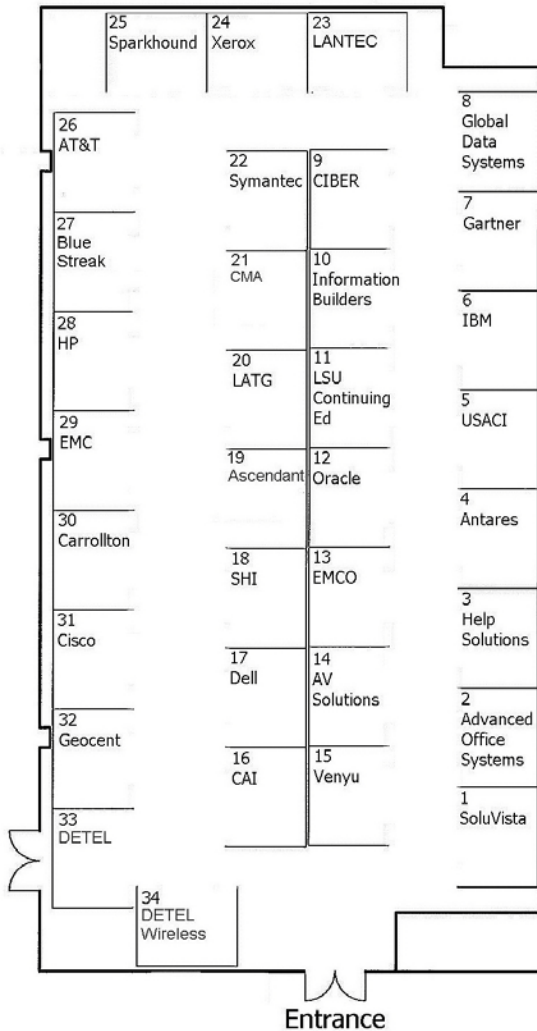 25
Sparkhound
24
Xerox
23
LANTEC
26
AT&T
27
Blue
Streak
28
HP
29
EMC
30
Carrollton
31
Cisco
32
Geocent
33
DETEL
34
DETEL
Wireless
22
Symantec
21
CMA
20
LATG
19
Ascendant
18
SHI
17
Dell
16
CAI
9
CIBER
10
Information
Builders
11
LSU
Continuing
Ed
12
Oracle
13
EMCO
14
AV
Solutions
15
Venyu
8
Global
Data
Systems
7
Gartner
6
IBM
5
USACI
4
Antares
3
Help
Solutions
2
Advanced
Office
Systems
1
SoluVista
Entrance